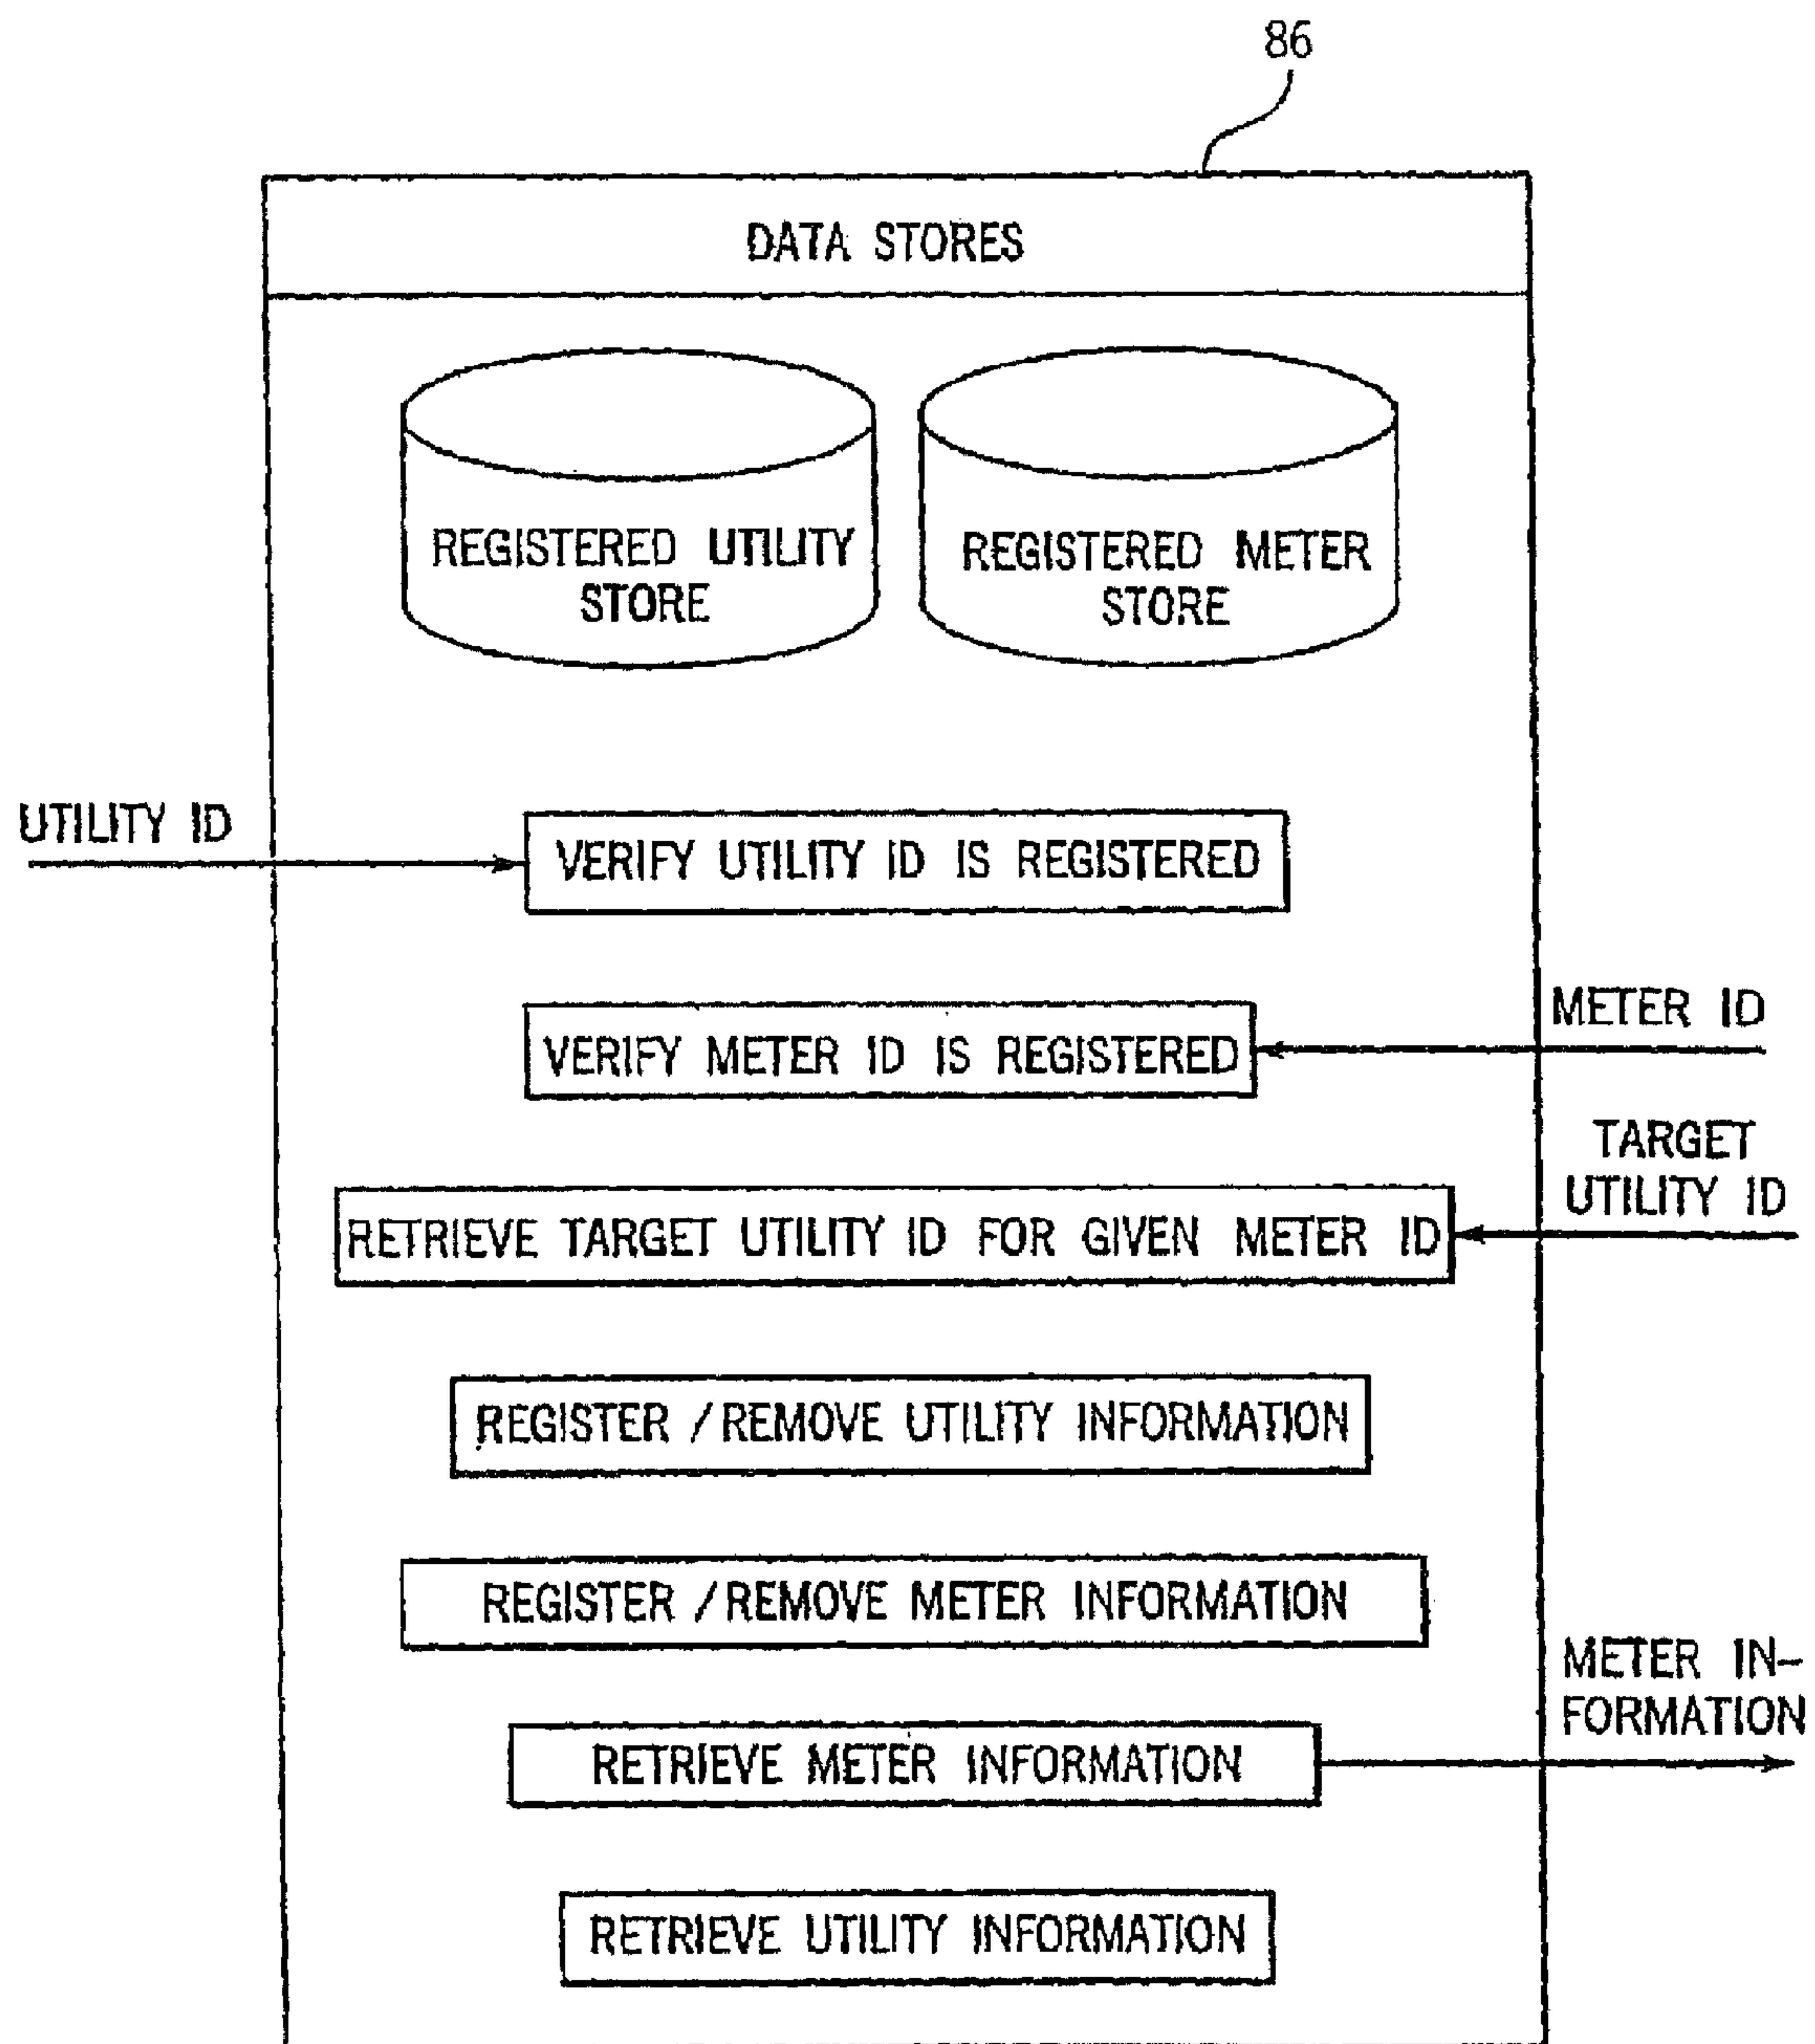 86
DATA STORES
REGISTERED UTILITY
STORE
REGISTERED METER
STORE
UTILITY ID
VERIFY UTILITY ID IS REGISTERED
METER ID
VERIFY METER ID IS REGISTERED
TARGET
UTILITY ID
RETRIEVE TARGET UTILITY ID FOR GIVEN METER ID
REGISTER /REMOVE UTILITY INFORMATION
REGISTER /REMOVE METER INFORMATION
METER IN-
FORMATION
RETRIEVE METER INFORMATION
RETRIEVE UTILITY INFORMATION